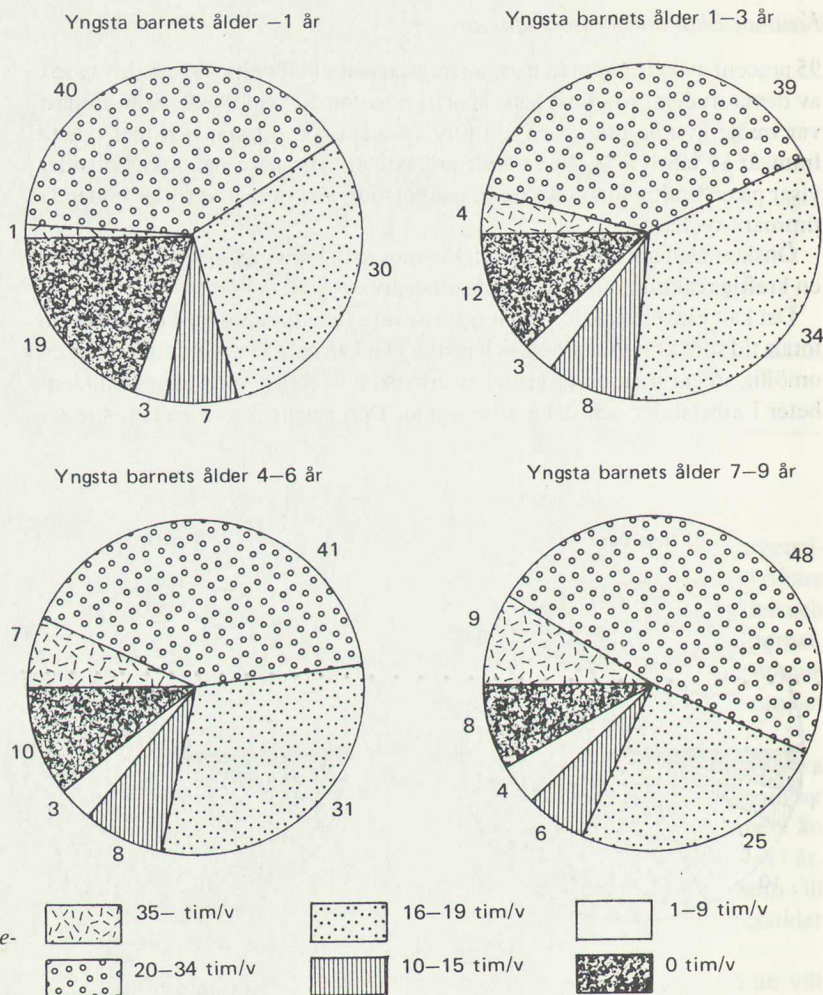 Yngsta barnets ålder –1 år
40
1
30
19
3
7
Yngsta barnets ålder 1–3 år
39
4
12
34
3
8
Yngsta barnets ålder 4–6 år
41
7
10
3
31
8
Yngsta barnets ålder 7–9 år
48
9
8
4
6
25
35– tim/v
16–19 tim/v
1–9 tim/v
e-
20–34 tim/v
10–15 tim/v
0 tim/v